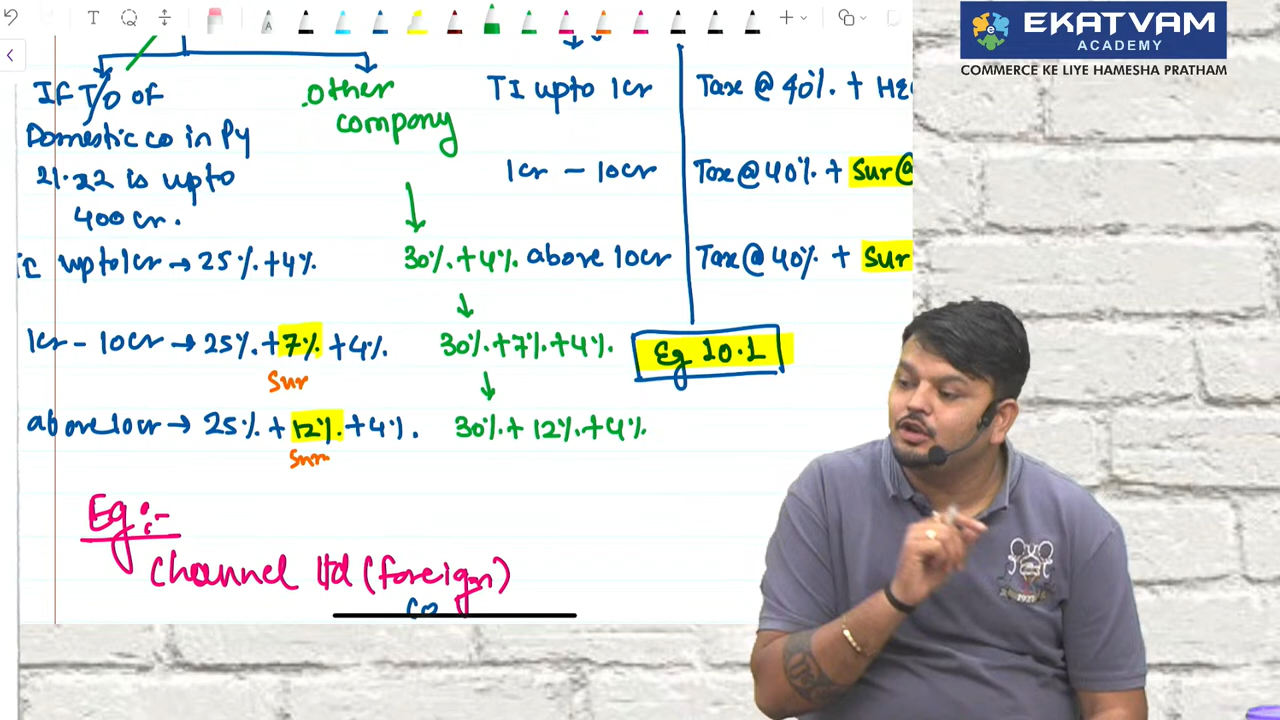 EKATVAM
ACADEMY
COMMERCE KE LIYE HAMESHA PRATHAM
If T/O of
Domestic co in Py
21-22 is upto
400 cr.
upto 1cr → 25%+4%
1cr - 10cr → 25%+7%+4%
Sur
above 10cr → 25%+12%+4%.
Sur
Other
company
30%+4%
30%+7%+4%.
30%+12%+4%
TI upto 1cr
Tax @ 40% + HEC
1cr - 10cr
Tax@40% + Sur@
above 10cr
Tax@40% + Sur
Eg 10.1
Eg:-
Channel ltd (foreign)
co